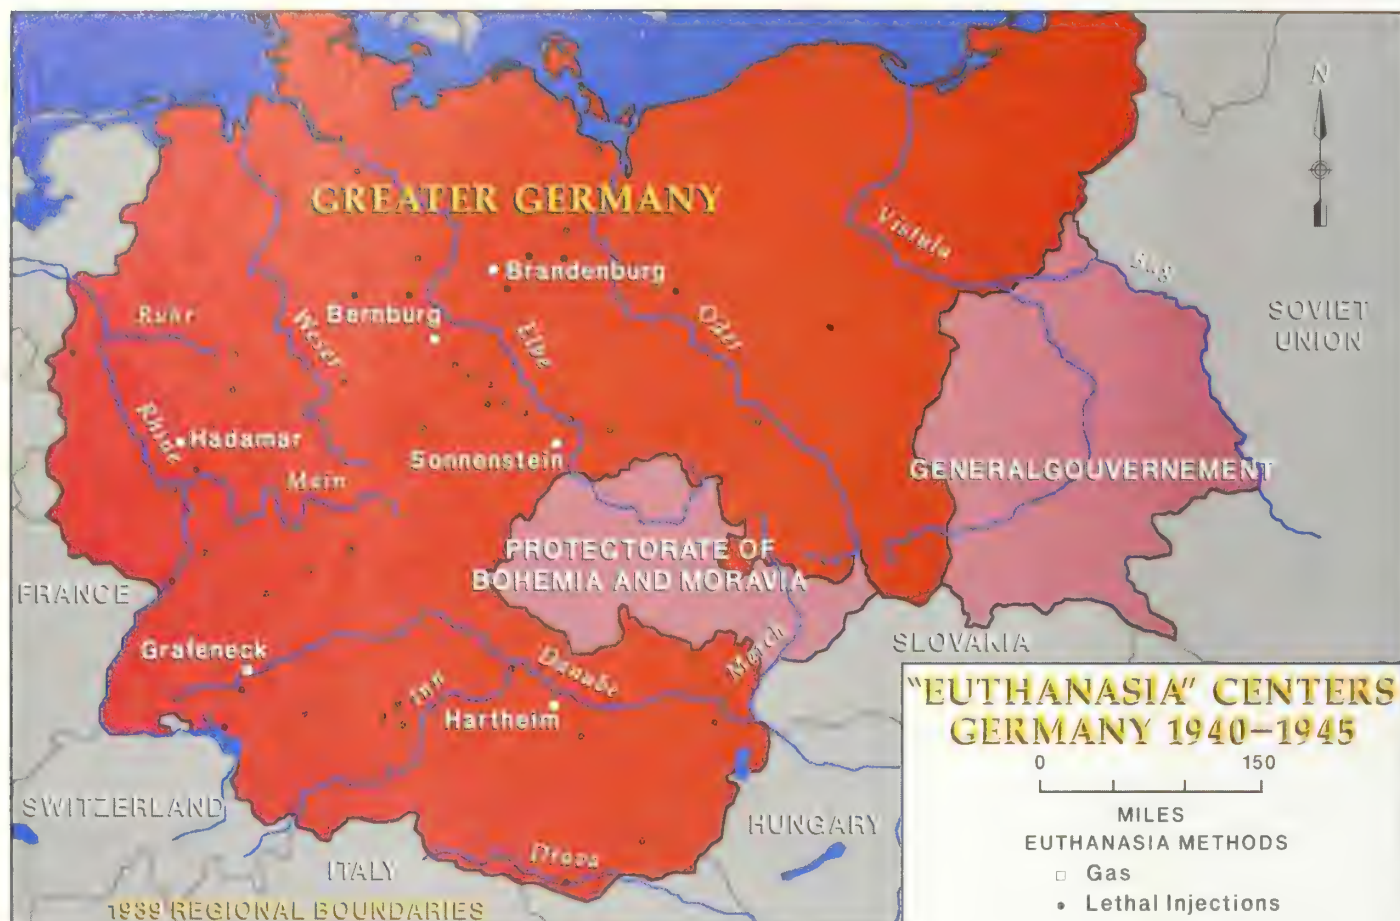 N
GREATER GERMANY
Vistula
Bug
Brandenburg
Ruhr
Bernburg
Weser
Elbe
Oder
SOVIET
UNION
Rhine
Hadamar
Sonnenstein
Main
GENERALGOUVERNEMENT
PROTECTORATE OF
BOHEMIA AND MORAVIA
FRANCE
SLOVAKIA
Grafeneck
Inn
Danube
March
Hartheim
"EUTHANASIA" CENTERS
GERMANY 1940–1945
0 150
MILES
EUTHANASIA METHODS
Gas
Lethal Injections
SWITZERLAND
HUNGARY
ITALY
Drava
1939 REGIONAL BOUNDARIES